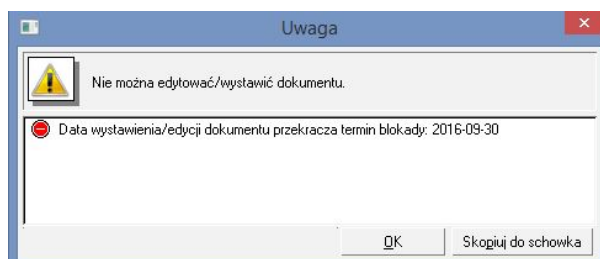 Uwaga
Nie można edytować/wystawić dokumentu.
Data wystawienia/edycji dokumentu przekracza termin blokady: 2016-09-30
OK
Skopiuj do schowka